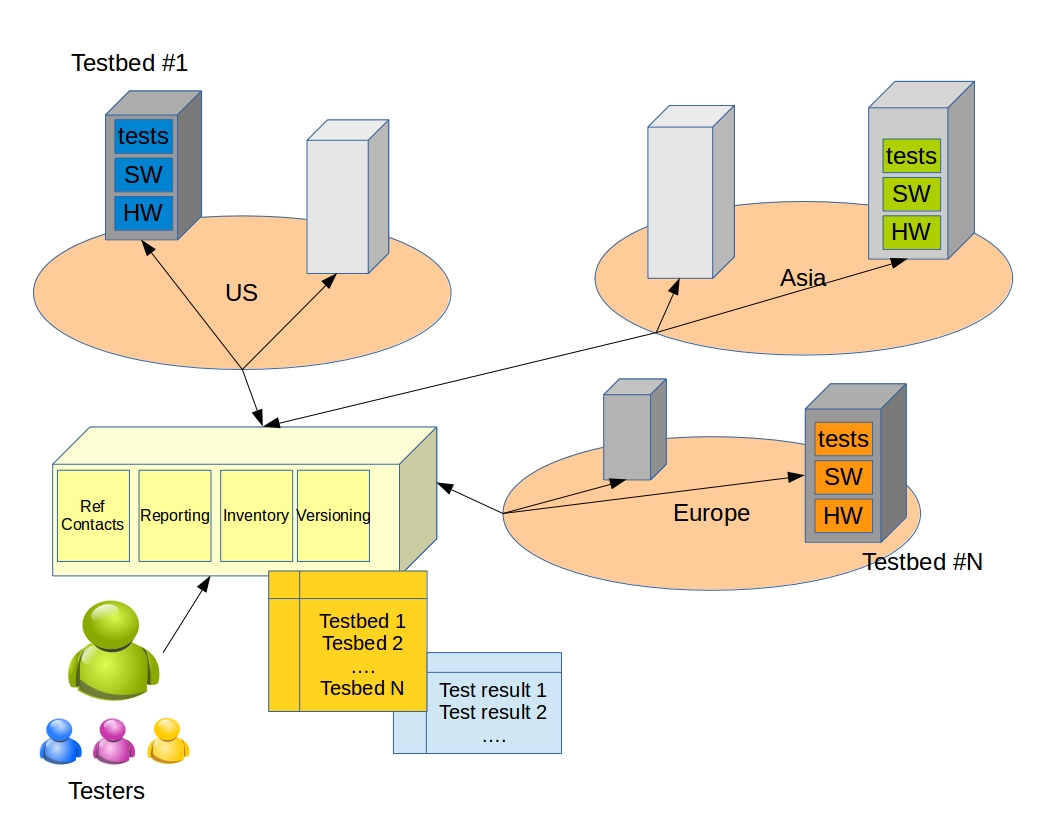 Testbed #1
tests
SW
HW
US
tests
SW
HW
Asia
tests
SW
HW
Europe
Testbed #N
Ref
Contacts
Reporting
Inventory
Versioning
Testbed 1
Tesbed 2
....
Tesbed N
Test result 1
Test result 2
....
Testers